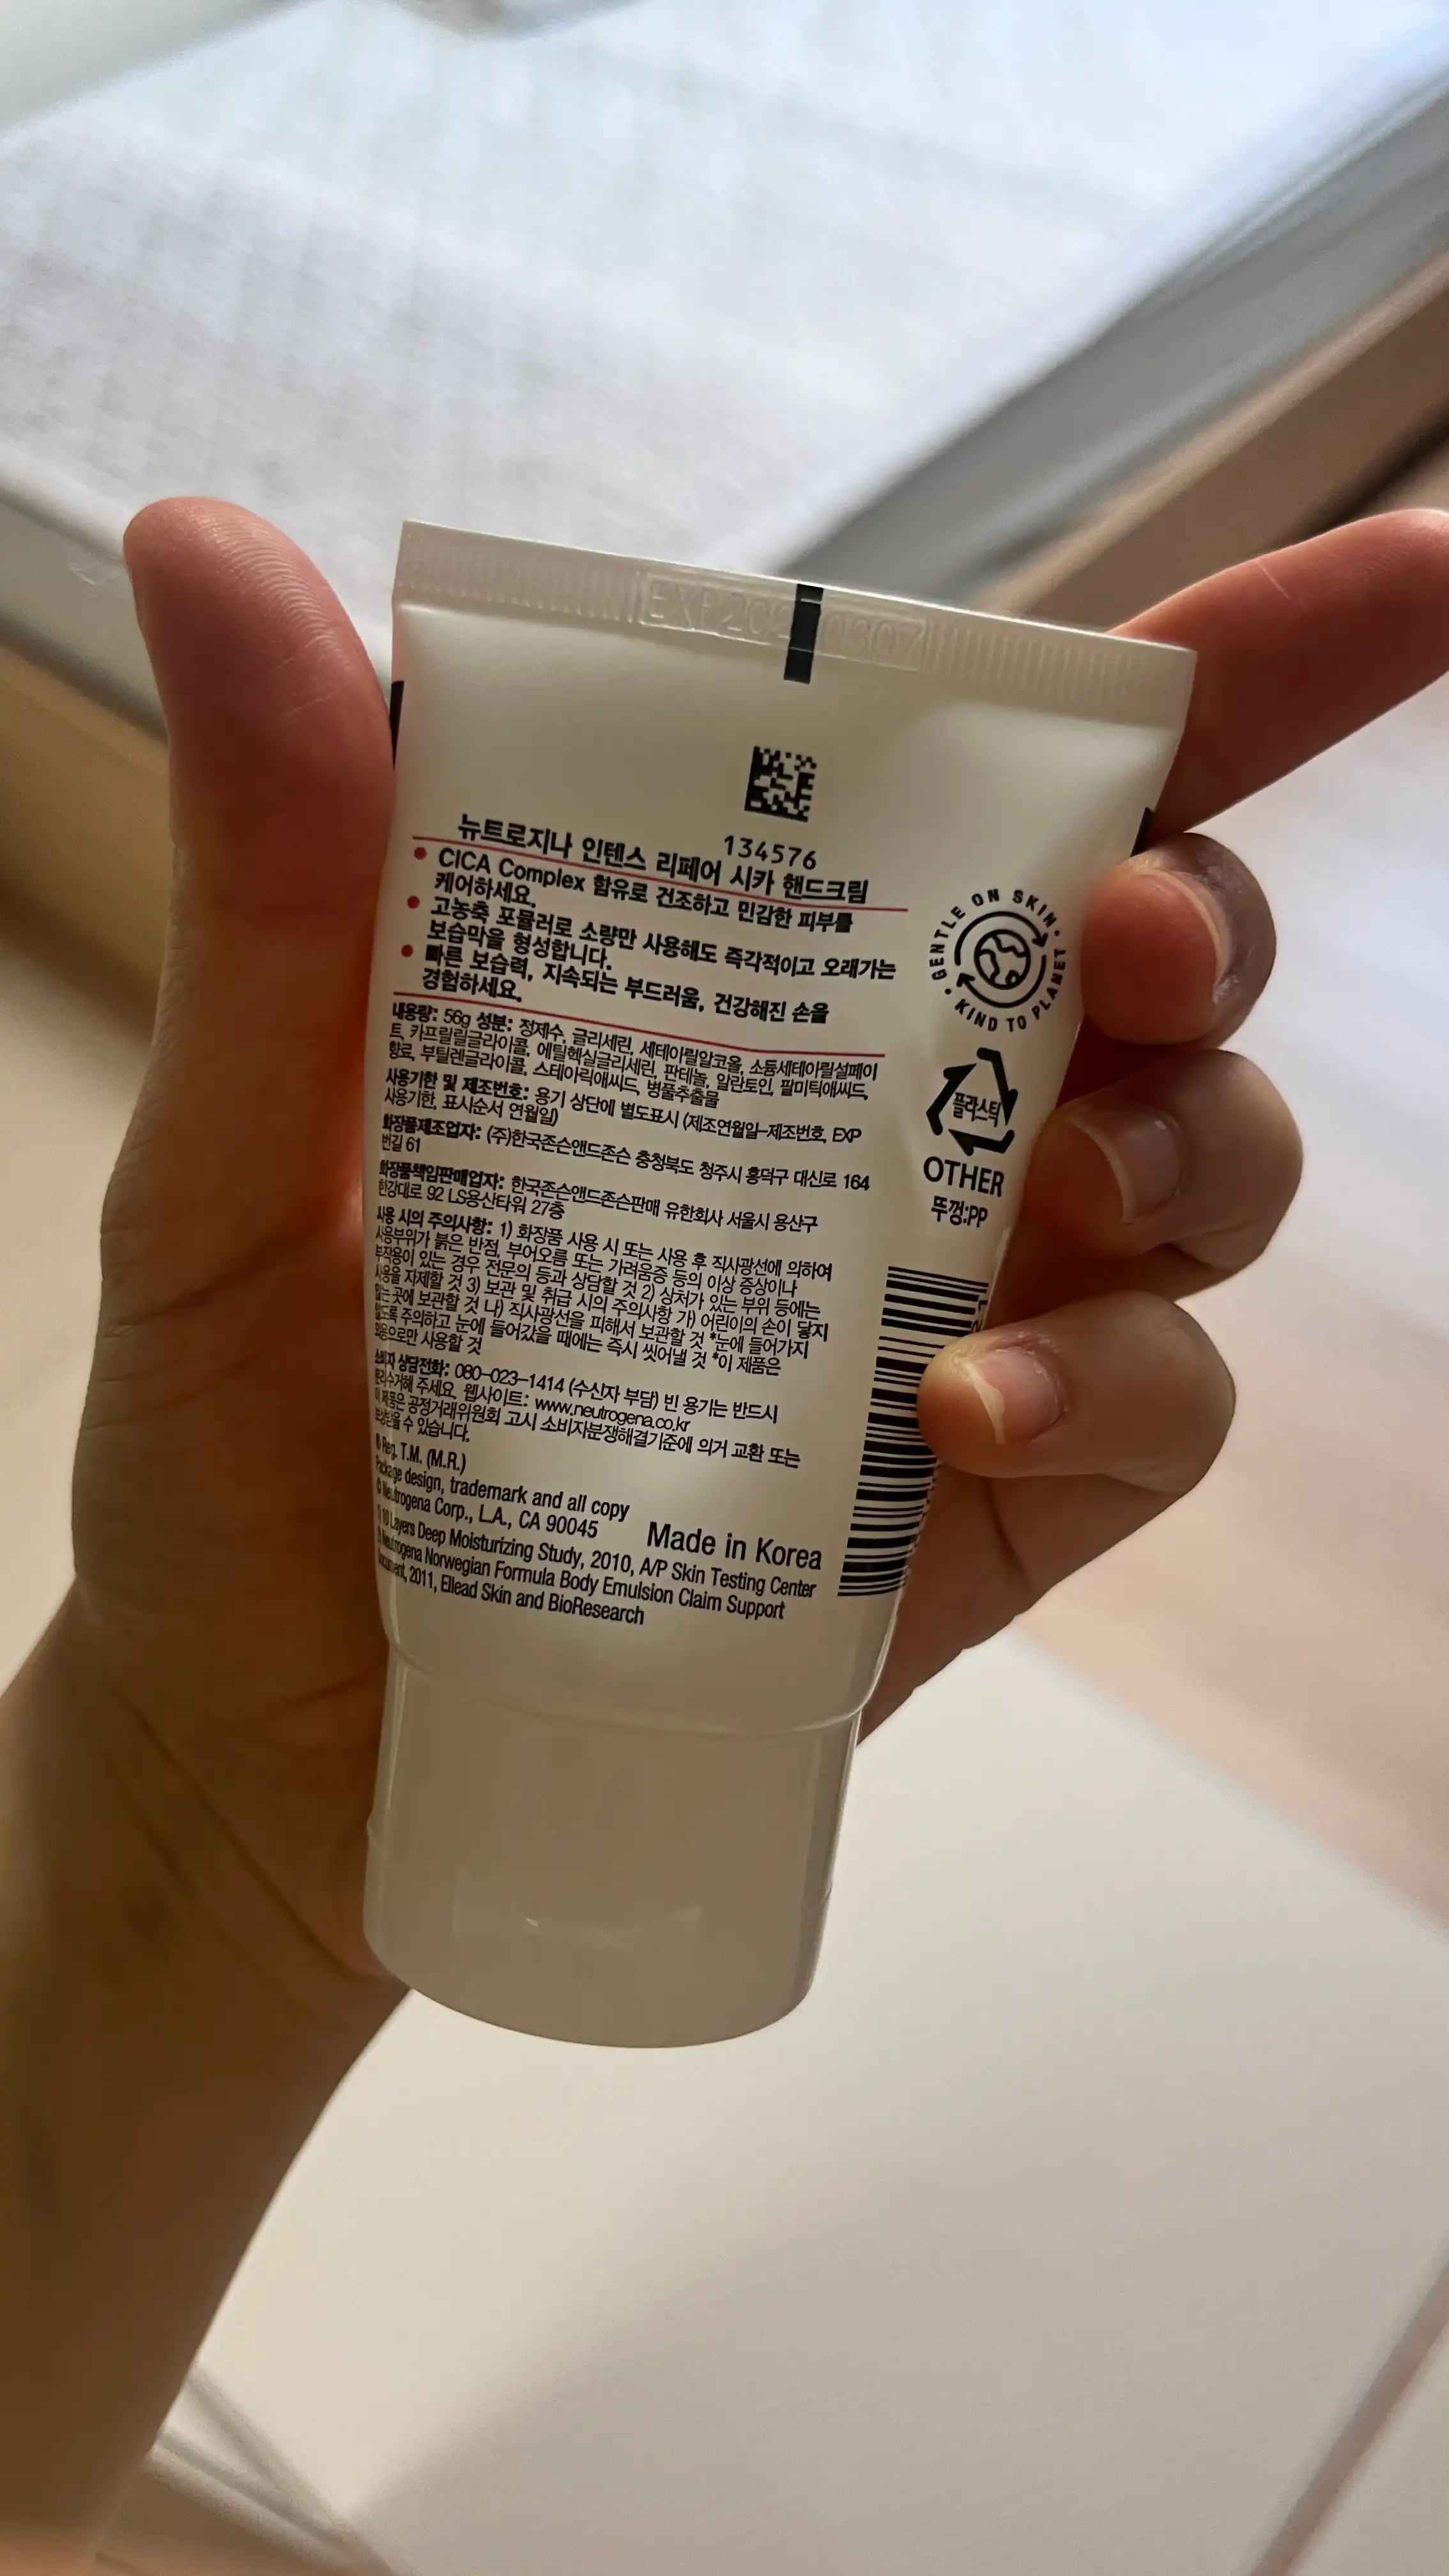 EXP 202 0307
134576
뉴트로지나 인텐스 리페어 시카 핸드크림
CICA Complex 함유로 건조하고 민감한 피부를
케어하세요.
고농축 포뮬러로 소량만 사용해도 즉각적이고 오래가는
보습막을 형성합니다.
빠른 보습력, 지속되는 부드러움, 건강해진 손을
경험하세요.
내용량: 56g 성분: 정제수, 글리세린, 세테아릴알코올, 소듐세테아릴설페이
트, 카프릴릴글라이콜, 에틸헥실글리세린, 판테놀, 알란토인, 팔미틱애씨드,
향료, 부틸렌글라이콜, 스테아릭애씨드, 병풀추출물
사용기한 및 제조번호: 용기 상단에 별도표시 (제조연월일-제조번호, EXP
사용기한, 표시순서 연월일)
화장품제조업자: (주)한국존슨앤드존슨 충청북도 청주시 흥덕구 대신로 164
번길 61
화장품책임판매업자: 한국존슨앤드존슨판매 유한회사 서울시 용산구
한강대로 92 LS용산타워 27층
사용 시의 주의사항: 1) 화장품 사용 시 또는 사용 후 직사광선에 의하여
사용부위가 붉은 반점, 부어오름 또는 가려움증 등의 이상 증상이나
부작용이 있는 경우 전문의 등과 상담할 것 2) 상처가 있는 부위 등에는
사용을 자제할 것 3) 보관 및 취급 시의 주의사항 가) 어린이의 손이 닿지
않는 곳에 보관할 것 나) 직사광선을 피해서 보관할 것 *눈에 들어가지
않도록 주의하고 눈에 들어갔을 때에는 즉시 씻어낼 것 *이 제품은
외용으로만 사용할 것
소비자 상담전화: 080-023-1414 (수신자 부담) 빈 용기는 반드시
분리수거해 주세요. 웹사이트: www.neutrogena.co.kr
이 제품은 공정거래위원회 고시 소비자분쟁해결기준에 의거 교환 또는
보상받을 수 있습니다.
® Reg. T.M. (M.R.)
Package design, trademark and all copy
© Neutrogena Corp., L.A., CA 90045
Made in Korea
10 Layers Deep Moisturizing Study, 2010, A/P Skin Testing Center
Neutrogena Norwegian Formula Body Emulsion Claim Support
Document, 2011, Ellead Skin and BioResearch
GENTLE ON SKIN • KIND TO PLANET •
플라스틱
OTHER
뚜껑:PP